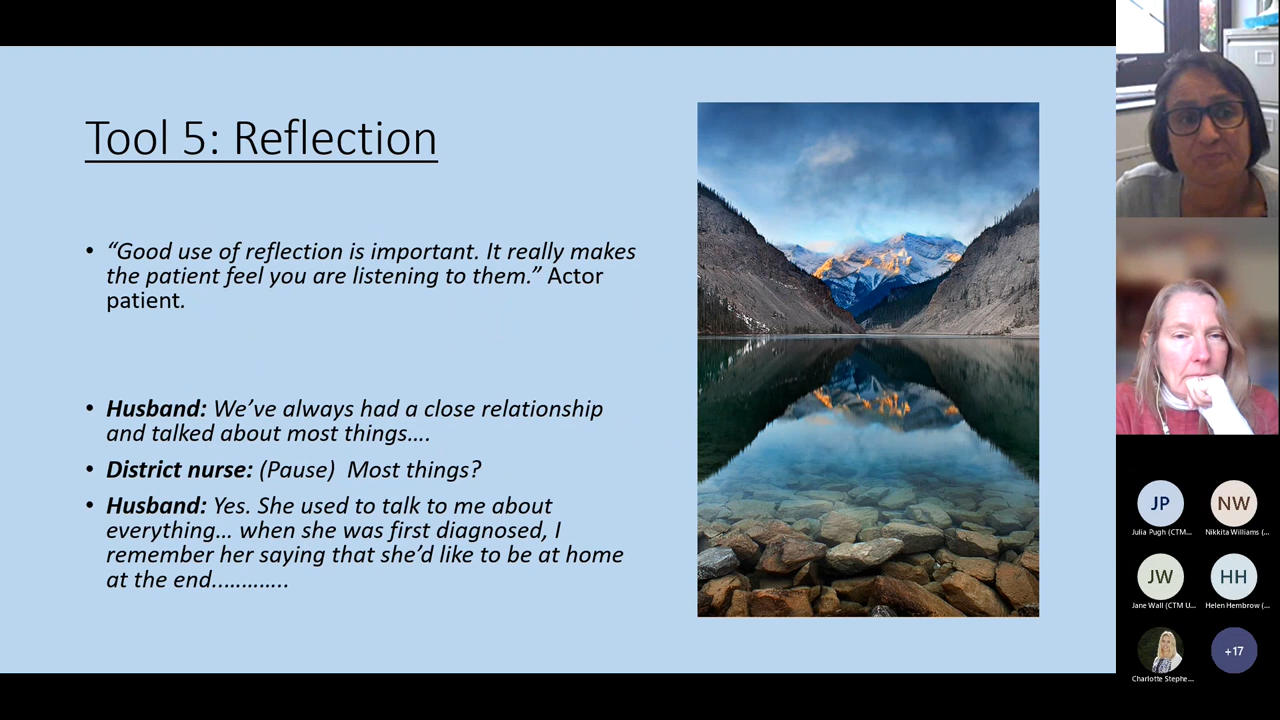 Tool 5: Reflection
• “Good use of reflection is important. It really makes
the patient feel you are listening to them.” Actor
patient.
• Husband: We’ve always had a close relationship
and talked about most things….
• District nurse: (Pause)  Most things?
• Husband: Yes. She used to talk to me about
everything… when she was first diagnosed, I
remember her saying that she’d like to be at home
at the end.…………
JP
NW
Julia Pugh (CTM...
Nikkita Williams (...
JW
HH
Jane Wall (CTM U...
Helen Hembrow (...
+17
Charlotte Stephe...